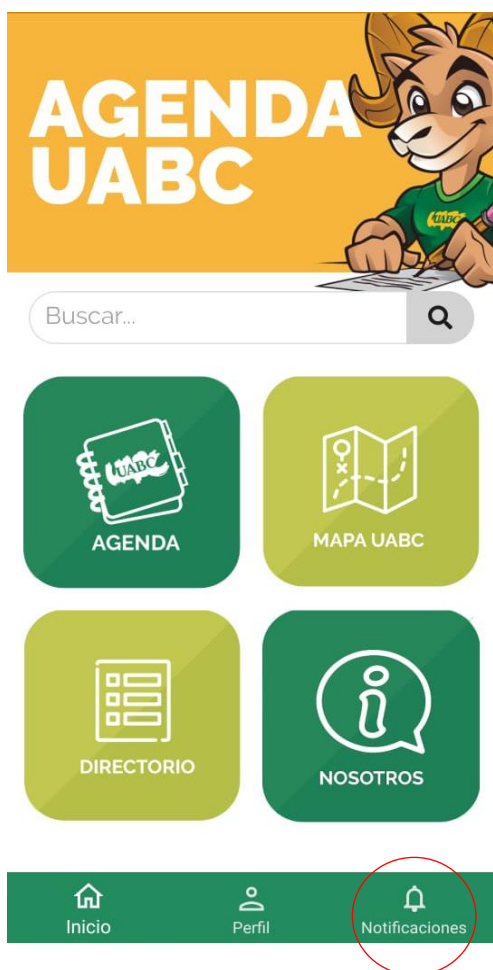 AGENDA
UABC
UABC
Buscar...
UABC
AGENDA
MAPA UABC
DIRECTORIO
NOSOTROS
Inicio
Perfil
Notificaciones